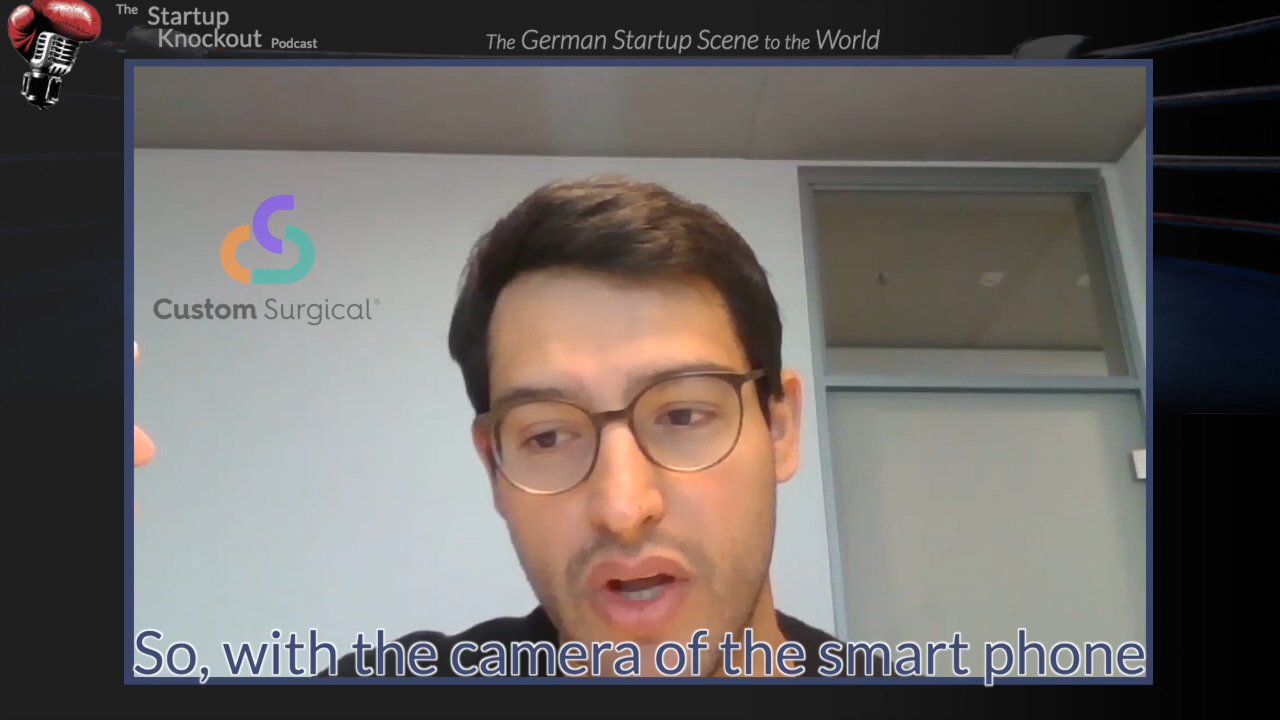 The Startup
Knockout Podcast
The German Startup Scene to the World
Custom Surgical®
So, with the camera of the smart phone